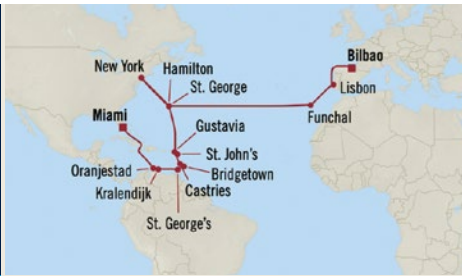 New York
Hamilton
Bilbao
St. George
Lisbon
Miami
Funchal
Gustavia
St. John's
Oranjestad
Bridgetown
Kralendijk
Castries
St. George's